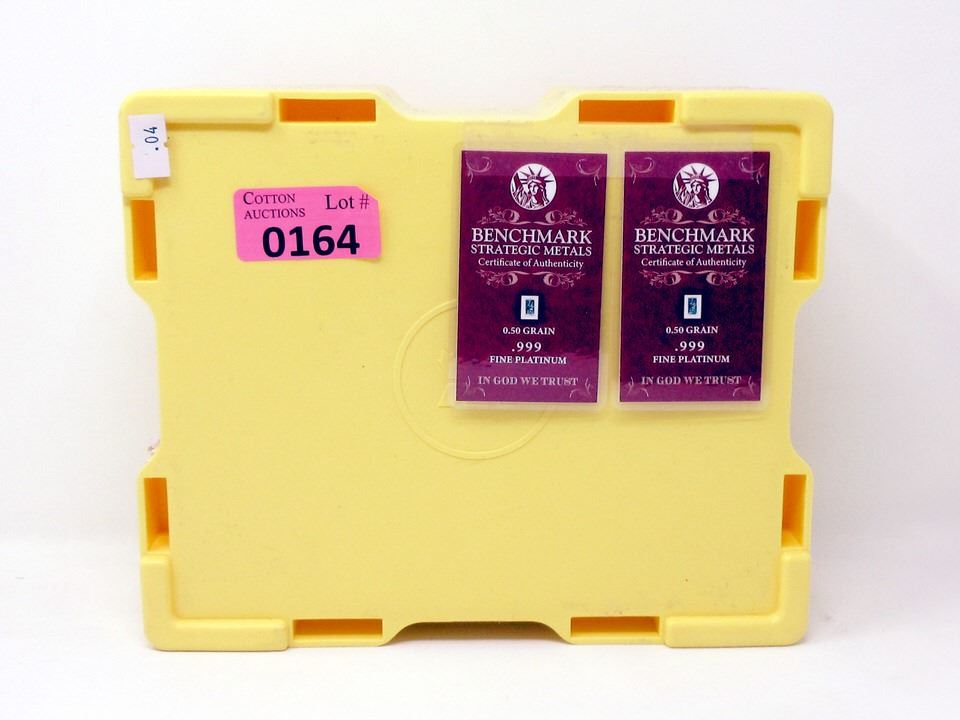 .04
COTTON
AUCTIONS
Lot #
0164
BENCHMARK
STRATEGIC METALS
Certificate of Authenticity
0.50 GRAIN
.999
FINE PLATINUM
IN GOD WE TRUST
BENCHMARK
STRATEGIC METALS
Certificate of Authenticity
0.50 GRAIN
.999
FINE PLATINUM
IN GOD WE TRUST